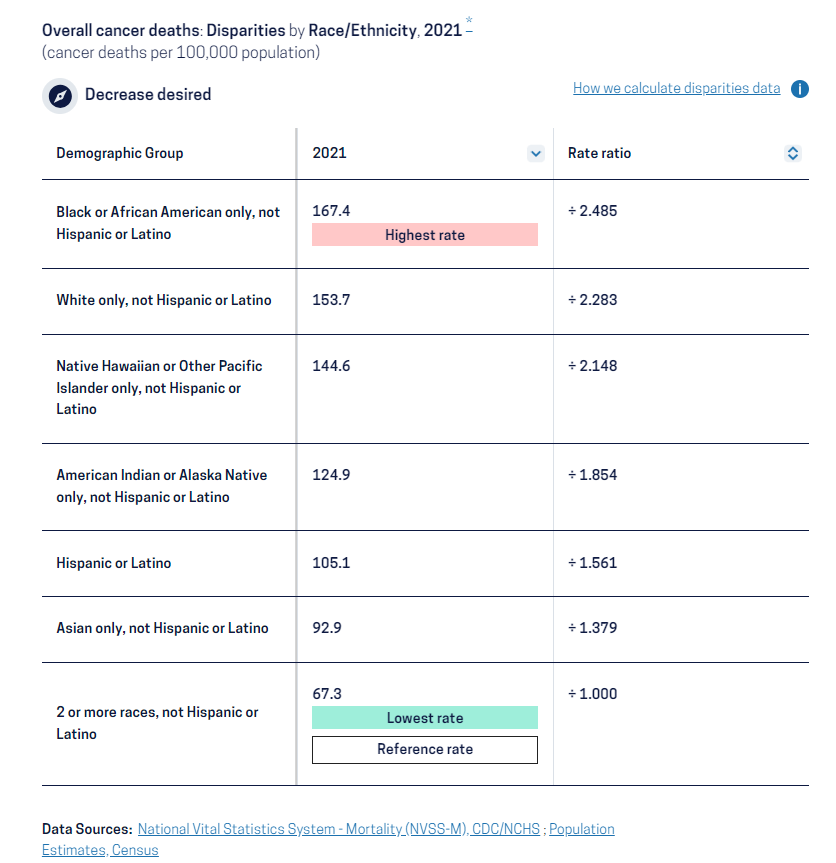 Overall cancer deaths: Disparities by Race/Ethnicity, 2021 *–
(cancer deaths per 100,000 population)
Decrease desired
How we calculate disparities data i
Demographic Group 2021 Rate ratio
Black or African American only, not
Hispanic or Latino
167.4
Highest rate
÷ 2.485
White only, not Hispanic or Latino 153.7 ÷ 2.283
Native Hawaiian or Other Pacific
Islander only, not Hispanic or
Latino
144.6 ÷ 2.148
American Indian or Alaska Native
only, not Hispanic or Latino
124.9 ÷ 1.854
Hispanic or Latino 105.1 ÷ 1.561
Asian only, not Hispanic or Latino 92.9 ÷ 1.379
2 or more races, not Hispanic or
Latino
67.3
Lowest rate
Reference rate
÷ 1.000
Data Sources: National Vital Statistics System - Mortality (NVSS-M), CDC/NCHS ; Population
Estimates, Census